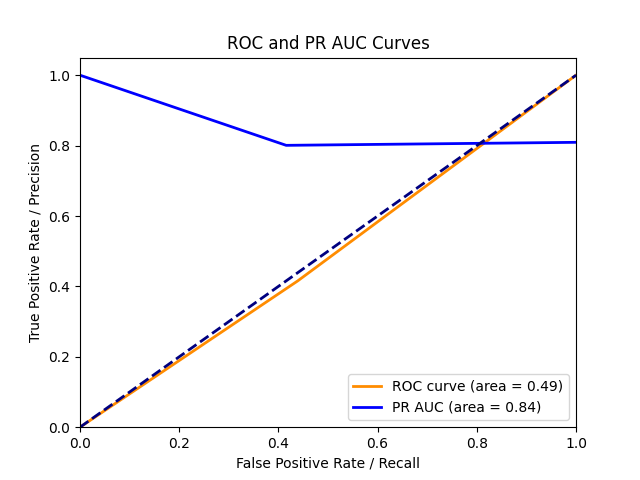 ROC and PR AUC Curves
True Positive Rate / Precision
1.0
0.8
0.6
0.4
0.2
0.0
0.0 0.2 0.4 0.6 0.8 1.0
ROC curve (area = 0.49)
PR AUC (area = 0.84)
False Positive Rate / Recall